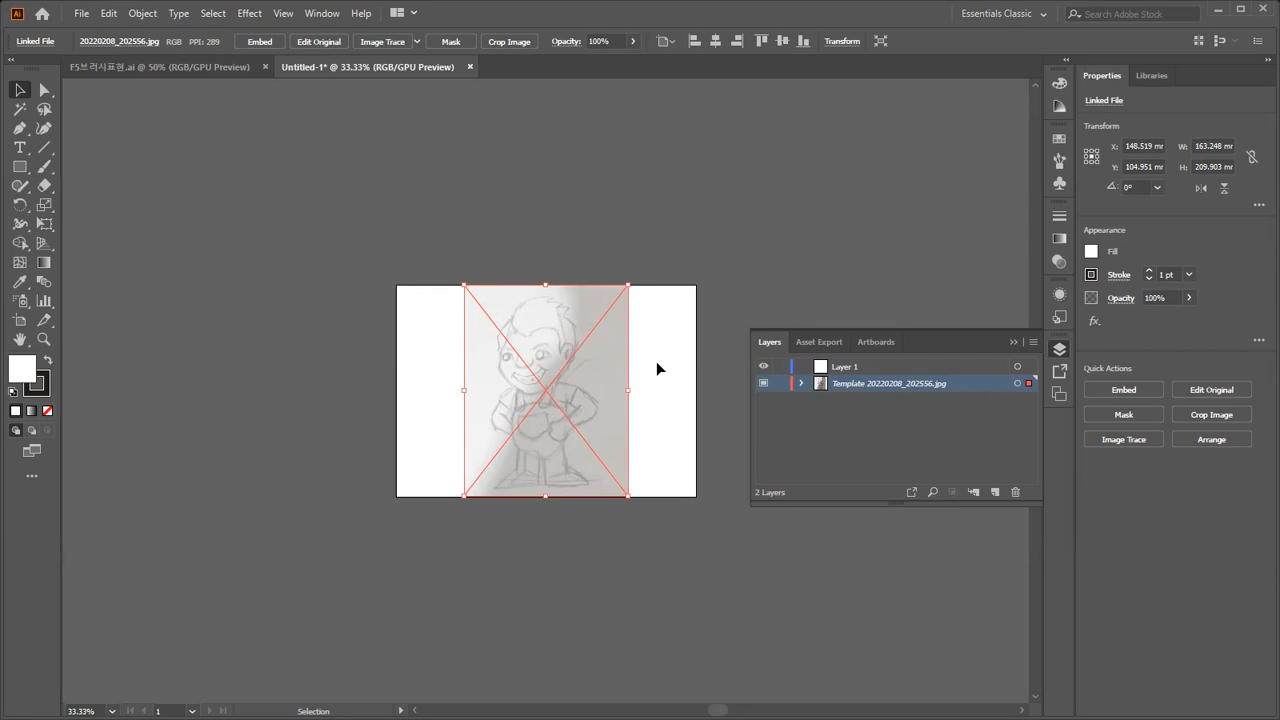 Ai File Edit Object Type Select Effect View Window Help Essentials Classic Search Adobe Stock
Linked File 20220208_202556.jpg RGB PPI: 289 Embed Edit Original Image Trace Mask Crop Image Opacity: 100% Transform
F5브러시표현.ai @ 50% (RGB/GPU Preview) × Untitled-1* @ 33.33% (RGB/GPU Preview) ×
Properties Libraries
Linked File
Transform
X: 148.519 mr W: 163.248 mr
Y: 104.951 mr H: 209.903 mr
0°
Appearance
Fill
Stroke 1 pt
Opacity 100%
fx.
Layers Asset Export Artboards
Layer 1
Template 20220208_202556.jpg
2 Layers
Quick Actions
Embed Edit Original
Mask Crop Image
Image Trace Arrange
33.33% 1 Selection